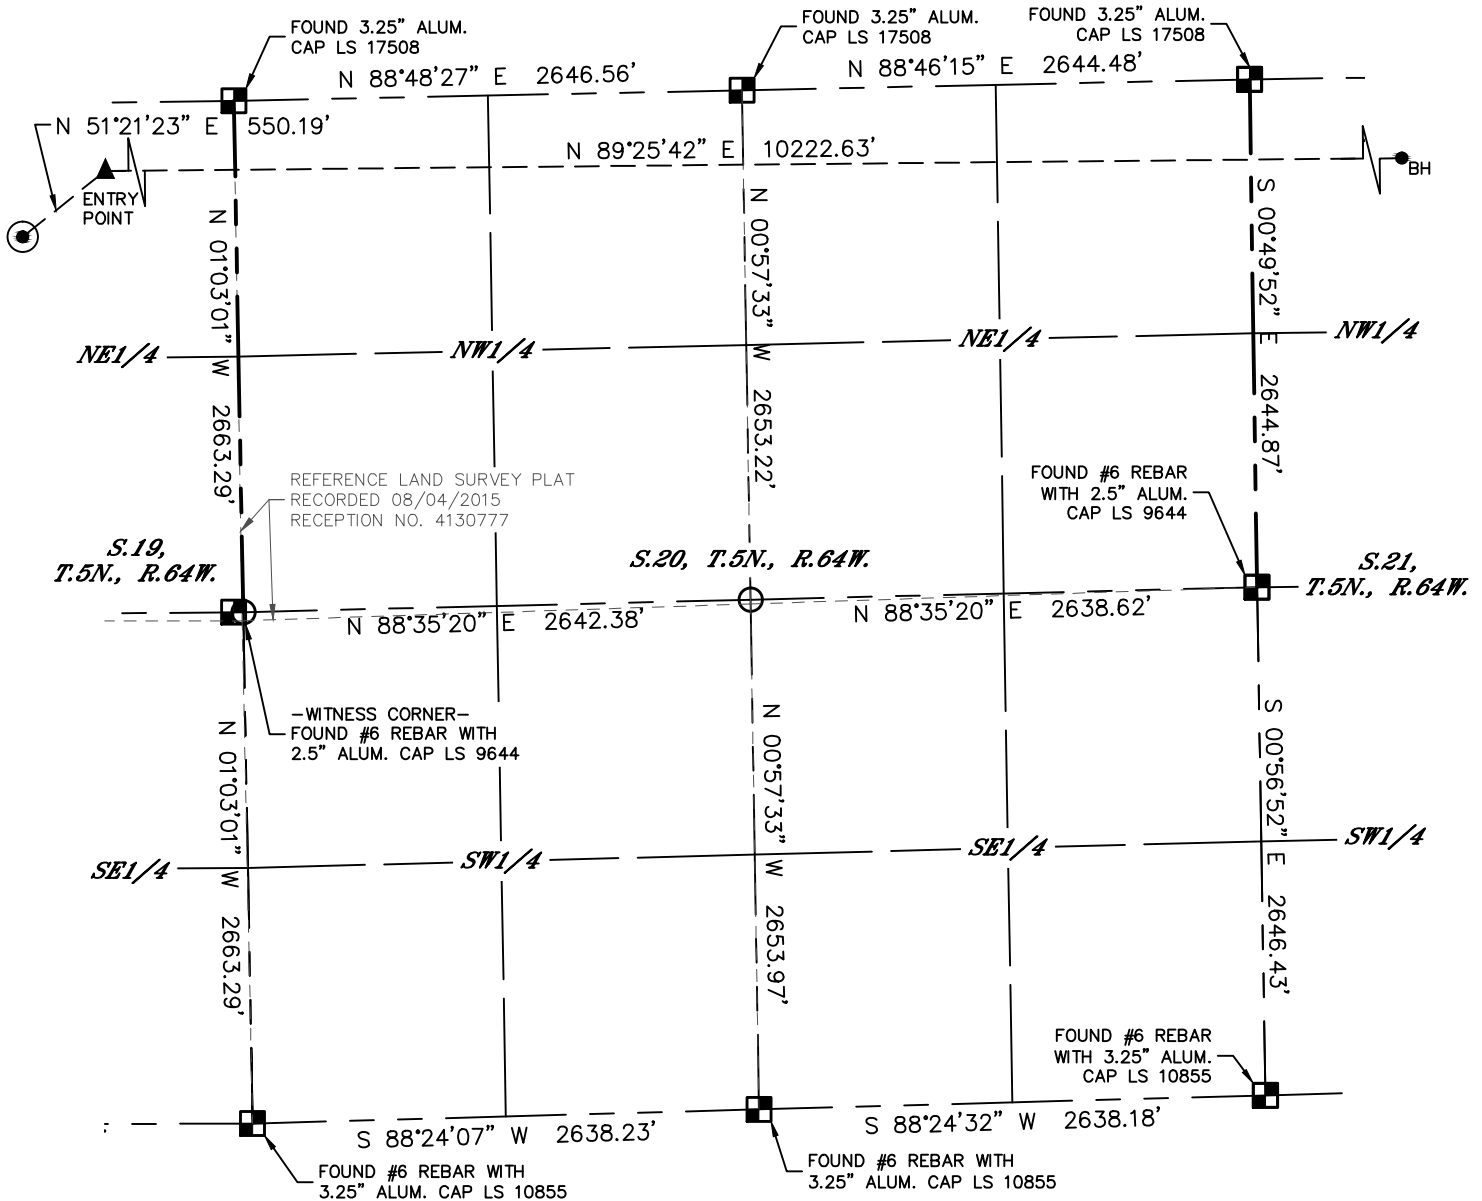 FOUND 3.25" ALUM.
CAP LS 17508
FOUND 3.25" ALUM.
CAP LS 17508
FOUND 3.25" ALUM.
CAP LS 17508
N 88°48'27" E 2646.56'
N 88°46'15" E 2644.48'
N 51°21'23" E 550.19'
N 89°25'42" E 10222.63'
BH
ENTRY
POINT
N 01°03'01" W 2663.29'
N 00°57'33" W 2653.22'
S 00°49'52" E 2644.87'
NE1/4
NW1/4
NE1/4
NW1/4
REFERENCE LAND SURVEY PLAT
RECORDED 08/04/2015
RECEPTION NO. 4130777
FOUND #6 REBAR
WITH 2.5" ALUM.
CAP LS 9644
S.19,
T.5N., R.64W.
S.20, T.5N., R.64W.
S.21,
T.5N., R.64W.
N 88°35'20" E 2642.38'
N 88°35'20" E 2638.62'
-WITNESS CORNER-
FOUND #6 REBAR WITH
2.5" ALUM. CAP LS 9644
N 01°03'01" W 2663.29'
N 00°57'33" W 2653.97'
S 00°56'52" E 2646.43'
SE1/4
SW1/4
SE1/4
SW1/4
FOUND #6 REBAR
WITH 3.25" ALUM.
CAP LS 10855
S 88°24'07" W 2638.23'
S 88°24'32" W 2638.18'
FOUND #6 REBAR WITH
3.25" ALUM. CAP LS 10855
FOUND #6 REBAR WITH
3.25" ALUM. CAP LS 10855